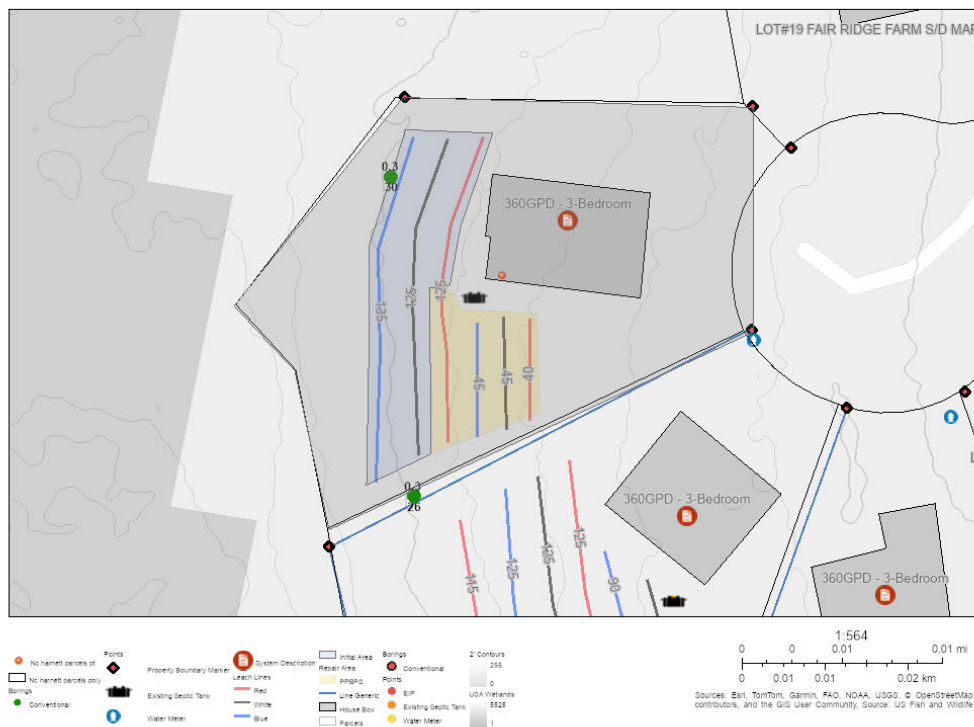 LOT#19 FAIR RIDGE FARM S/D MAP
0.3
30
360GPD - 3-Bedroom
135
125
125
45
45
40
0.3
26
360GPD - 3-Bedroom
115
125
125
125
90
360GPD - 3-Bedroom
Nc harnett parcels pt
Nc harnett parcels poly
Borings
Conventional
Points
Property Boundary Marker
Existing Septic Tank
Water Meter
System Description
Leach Lines
Red
White
Blue
Initial Area
Repair Area
PPBPS
Line Generic
House Box
Parcels
Borings
Conventional
Points
EIP
Existing Septic Tank
Water Meter
2' Contours
255
0
USA Wetlands
5525
1
1:564
0 0 0.01 0.01 mi
0 0.01 0.01 0.02 km
Sources: Esri, TomTom, Garmin, FAO, NOAA, USGS, © OpenStreetMap
contributors, and the GIS User Community, Source: US Fish and Wildlife